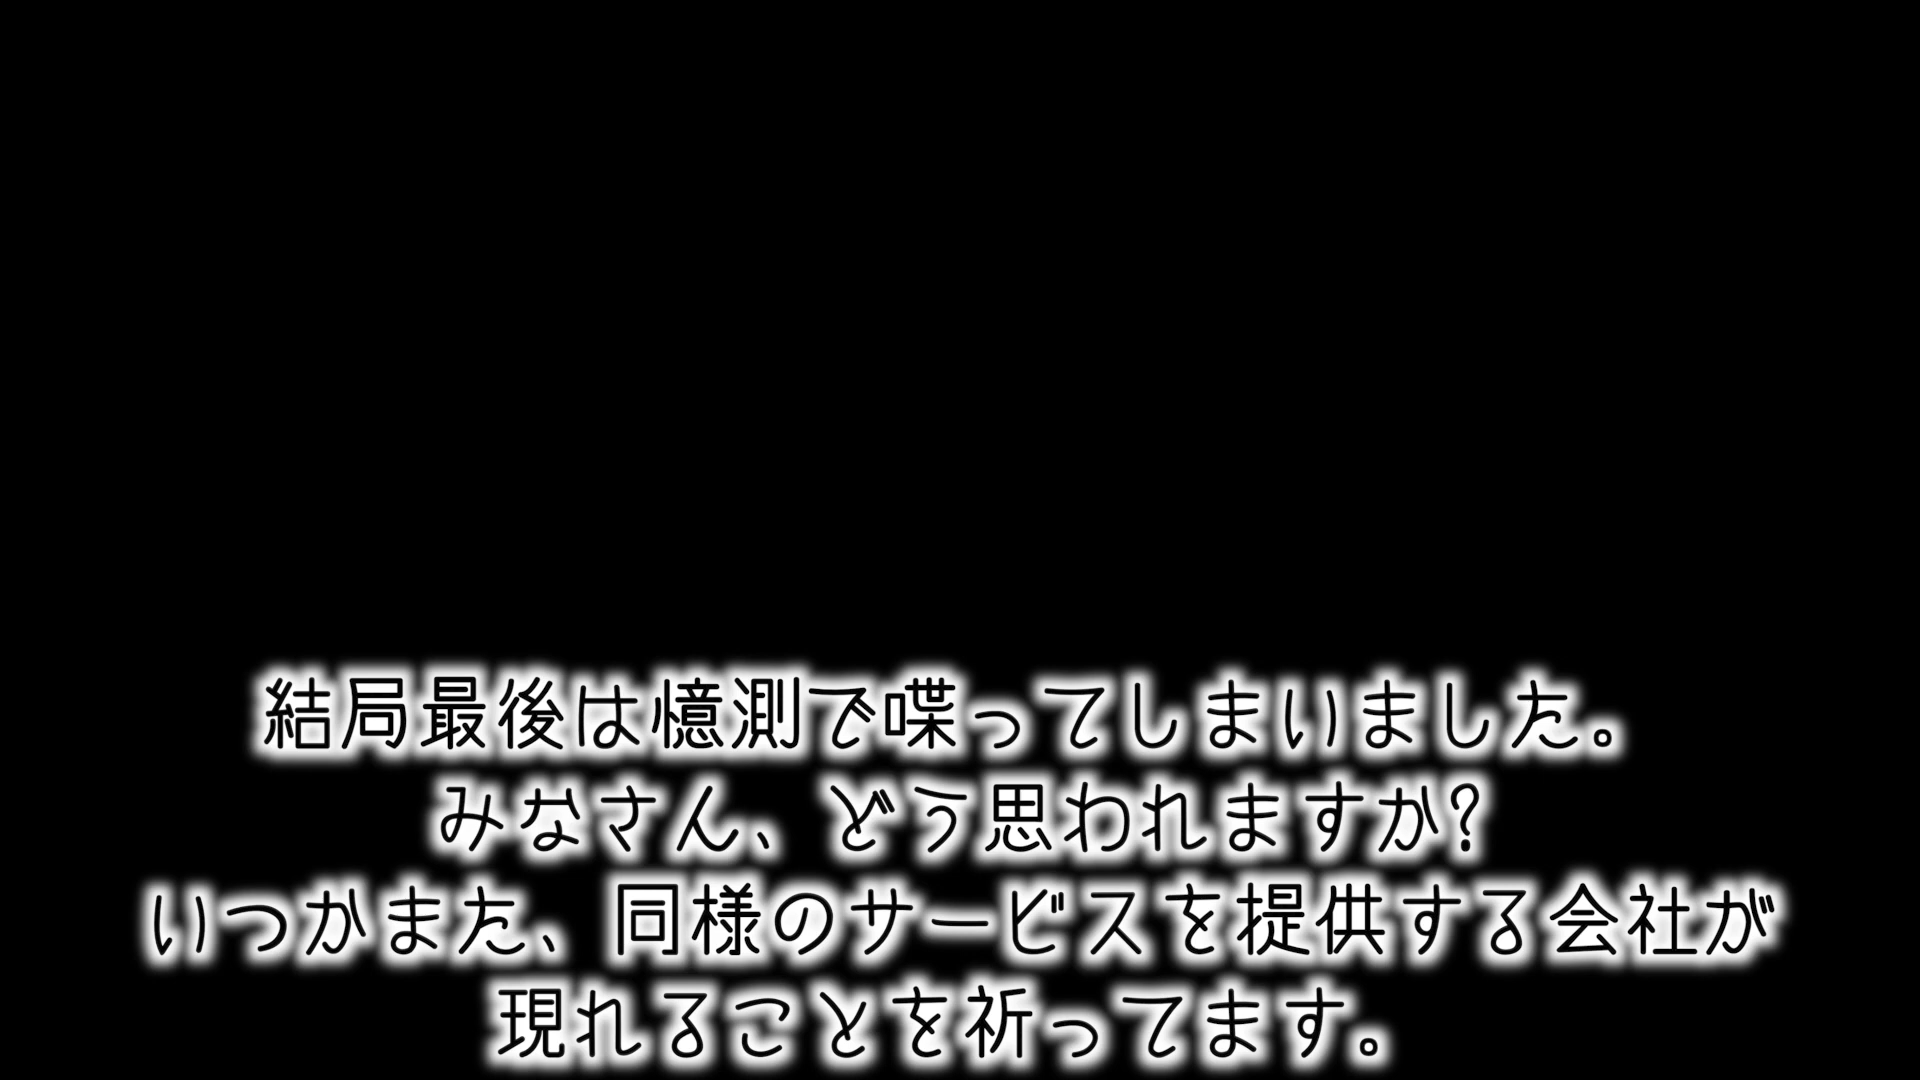 結局最後は憶測で喋ってしまいました。
みなさん、どう思われますか?
いつかまた、同様のサービスを提供する会社が
現れることを祈ってます。